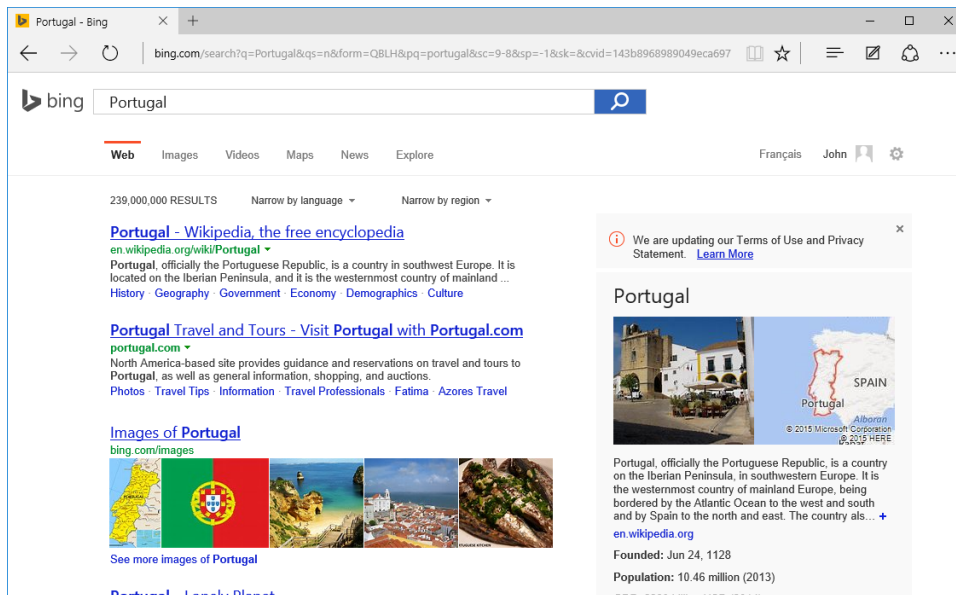 Portugal - Bing
bing.com/search?q=Portugal&qs=n&form=QBLH&pq=portugal&sc=9-8&sp=-1&sk=&cvid=143b8968989049eca697
bing
Portugal
Web Images Videos Maps News Explore
Français John
239,000,000 RESULTS Narrow by language Narrow by region
Portugal - Wikipedia, the free encyclopedia
en.wikipedia.org/wiki/Portugal
Portugal, officially the Portuguese Republic, is a country in southwest Europe. It is
located on the Iberian Peninsula, and it is the westernmost country of mainland ...
History · Geography · Government · Economy · Demographics · Culture
Portugal Travel and Tours - Visit Portugal with Portugal.com
portugal.com
North America-based site provides guidance and reservations on travel and tours to
Portugal, as well as general information, shopping, and auctions.
Photos · Travel Tips · Information · Travel Professionals · Fatima · Azores Travel
Images of Portugal
bing.com/images
See more images of Portugal
We are updating our Terms of Use and Privacy
Statement. Learn More
Portugal
SPAIN
Portugal
Alboran
© 2015 Microsoft Corporation
© 2015 HERE
Portugal, officially the Portuguese Republic, is a country
on the Iberian Peninsula, in southwestern Europe. It is
the westernmost country of mainland Europe, being
bordered by the Atlantic Ocean to the west and south
and by Spain to the north and east. The country als... +
en.wikipedia.org
Founded: Jun 24, 1128
Population: 10.46 million (2013)